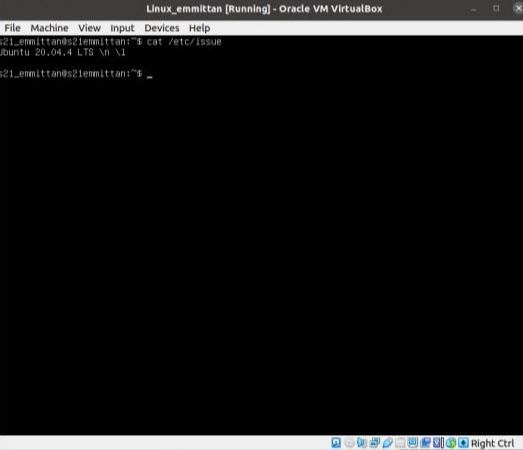 Linux_emmittan [Running] - Oracle VM VirtualBox
File Machine View Input Devices Help
s21_emmittan@s21emmittan:~$ cat /etc/issue
Ubuntu 20.04.4 LTS \n \l
s21_emmittan@s21emmittan:~$ _
Right Ctrl